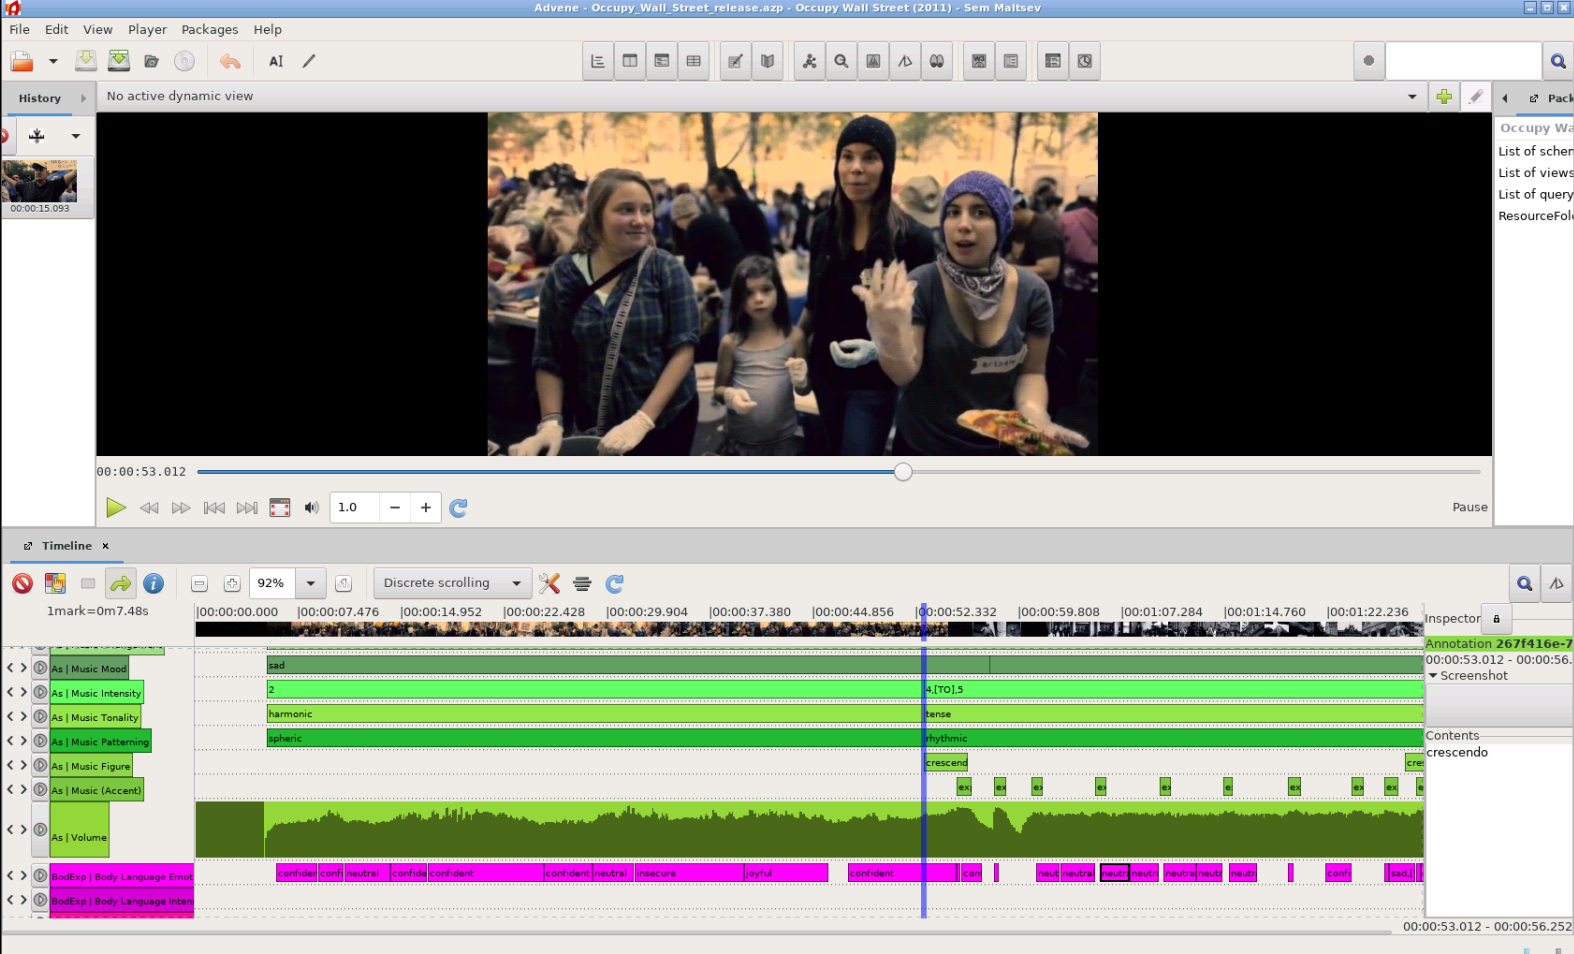 Advene - Occupy_Wall_Street_release.azp - Occupy Wall Street (2011) - Sem Maltsev
File Edit View Player Packages Help
History
No active dynamic view
00:00:15.093
Occupy Wa
List of scher
List of views
List of query
ResourceFol
00:00:53.012
1.0
Pause
Timeline
92%
Discrete scrolling
1mark=0m7.48s
00:00:00.000 00:00:07.476 00:00:14.952 00:00:22.428 00:00:29.904 00:00:37.380 00:00:44.856 00:00:52.332 00:00:59.808 00:01:07.284 00:01:14.760 00:01:22.236
As | Music Mood sad
As | Music Intensity 2 4,[TO],5
As | Music Tonality harmonic tense
As | Music Patterning spheric rhythmic
As | Music Figure crescend cres
As | Music (Accent) ex ex ex ex ex e ex ex ex e
As | Volume
BodExp | Body Language Emot confiden confi neutral confide confident confident neutral insecure joyful confident con neut neutral neutr neutra neutra neutr neutr confi sad,[
BodExp | Body Language Inten
Inspector
Annotation 267f416e-7
00:00:53.012 - 00:00:56.
Screenshot
Contents
crescendo
00:00:53.012 - 00:00:56.252